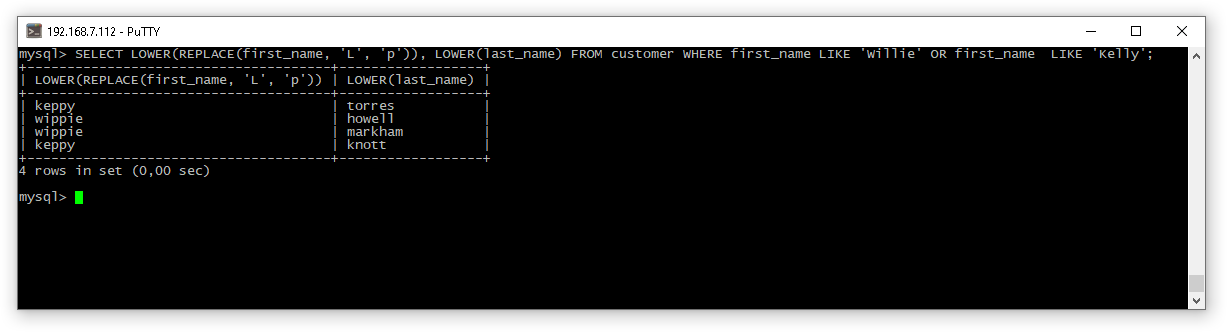 192.168.7.112 - PuTTY
mysql> SELECT LOWER(REPLACE(first_name, 'L', 'p')), LOWER(last_name) FROM customer WHERE first_name LIKE 'Willie' OR first_name  LIKE 'Kelly';
+--------------------------------------+------------------+
| LOWER(REPLACE(first_name, 'L', 'p')) | LOWER(last_name) |
+--------------------------------------+------------------+
| keppy                                | torres           |
| wippie                               | howell           |
| wippie                               | markham          |
| keppy                                | knott            |
+--------------------------------------+------------------+
4 rows in set (0,00 sec)
mysql>